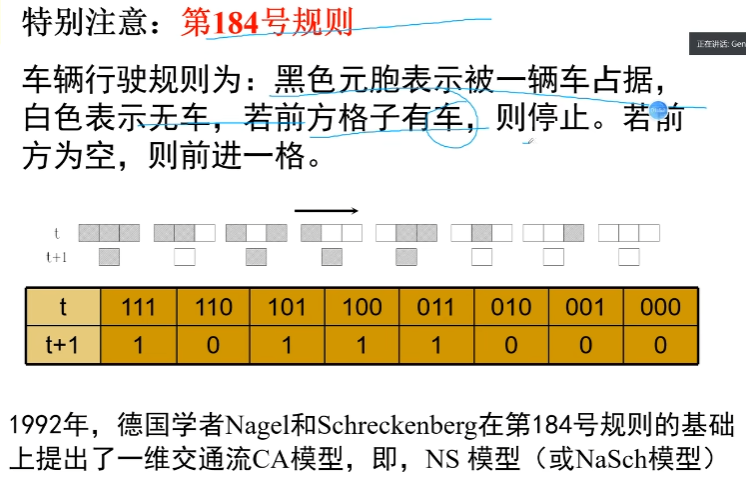 特别注意：第184号规则
正在讲话: Gen
车辆行驶规则为：黑色元胞表示被一辆车占据，
白色表示无车，若前方格子有车，则停止。若前
方为空，则前进一格。
t
t+1
t 111 110 101 100 011 010 001 000
t+1 1 0 1 1 1 0 0 0
1992年，德国学者Nagel和Schreckenberg在第184号规则的基础
上提出了一维交通流CA模型，即，NS 模型（或NaSch模型）